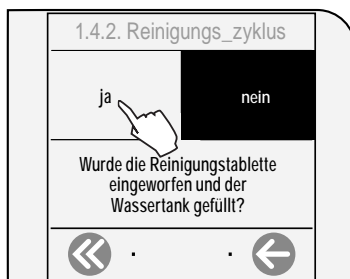 1.4.2. Reinigungs_zyklus
ja
nein
Wurde die Reinigungstablette
eingeworfen und der
Wassertank gefüllt?